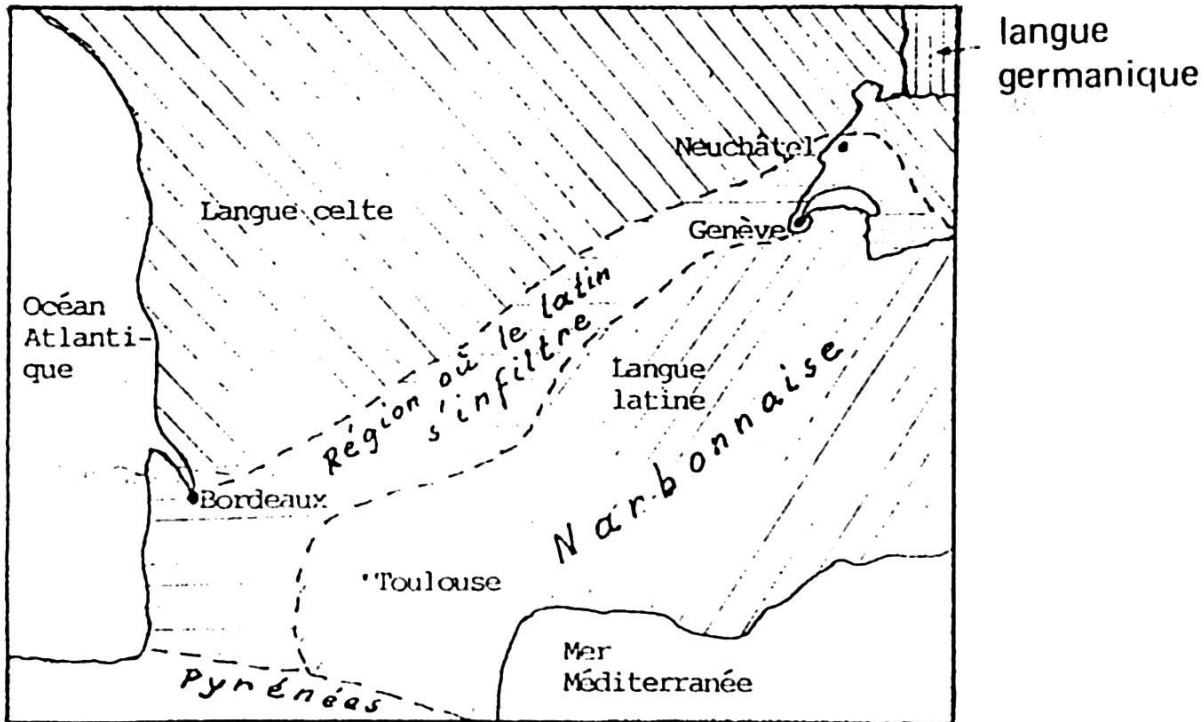 langue
germanique
Neuchâtel
Langue celte
Genève
Région où le latin
s'infiltre
Océan
Atlanti-
que
Langue
latine
Narbonnaise
Bordeaux
Toulouse
Mer
Méditerranée
Pyrénéas